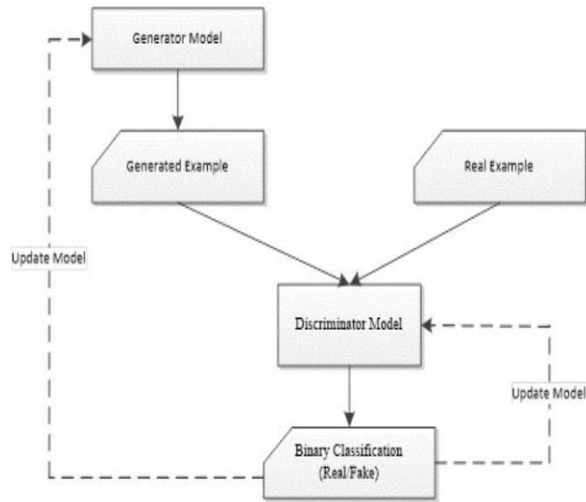 Generator Model
Generated Example
Real Example
Update Model
Discriminator Model
Update Model
Binary Classification
(Real/Fake)